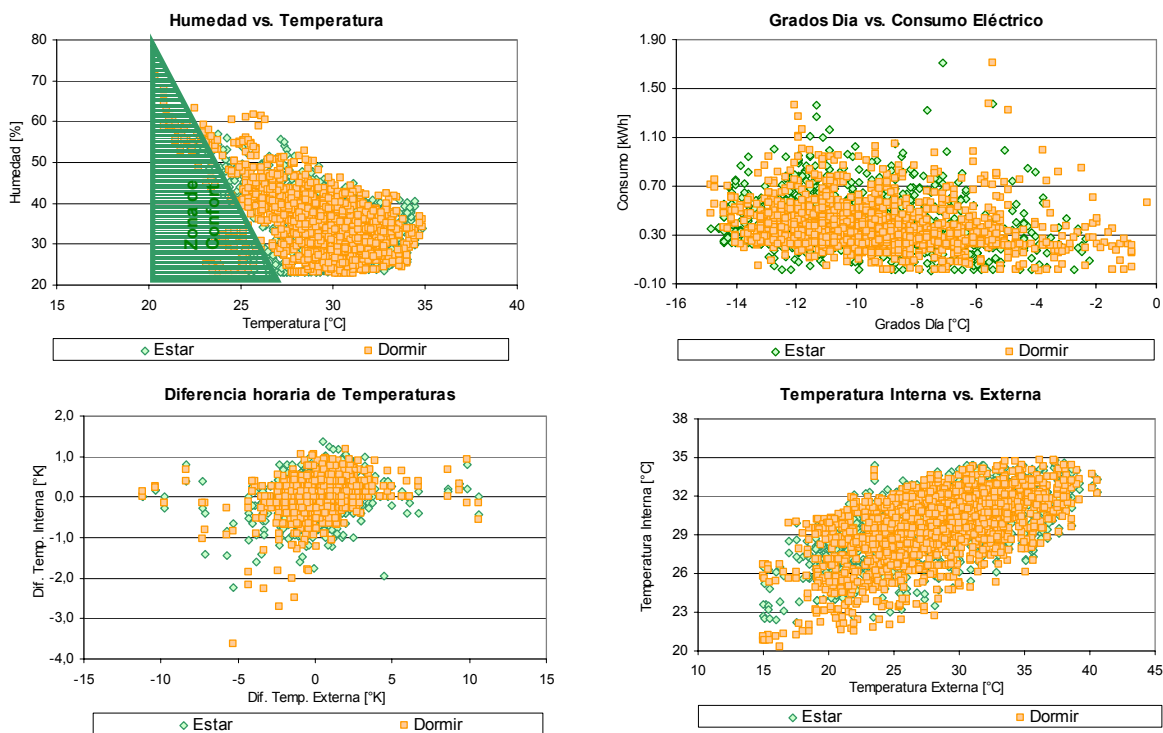 Humedad vs. Temperatura
Humedad [%]
80
70
60
50
40
30
20
Zona de
Confort
15 20 25 30 35 40
Temperatura [°C]
Estar Dormir
Grados Dia vs. Consumo Eléctrico
Consumo [kWh]
1.90
1.50
1.10
0.70
0.30
-0.10
-16 -14 -12 -10 -8 -6 -4 -2 0
Grados Día [°C]
Estar Dormir
Diferencia horaria de Temperaturas
Dif. Temp. Interna [°K]
2,0
1,0
0,0
-1,0
-2,0
-3,0
-4,0
-15 -10 -5 0 5 10 15
Dif. Temp. Externa [°K]
Estar Dormir
Temperatura Interna vs. Externa
Temperatura Interna [°C]
38
35
32
29
26
23
20
10 15 20 25 30 35 40 45
Temperatura Externa [°C]
Estar Dormir